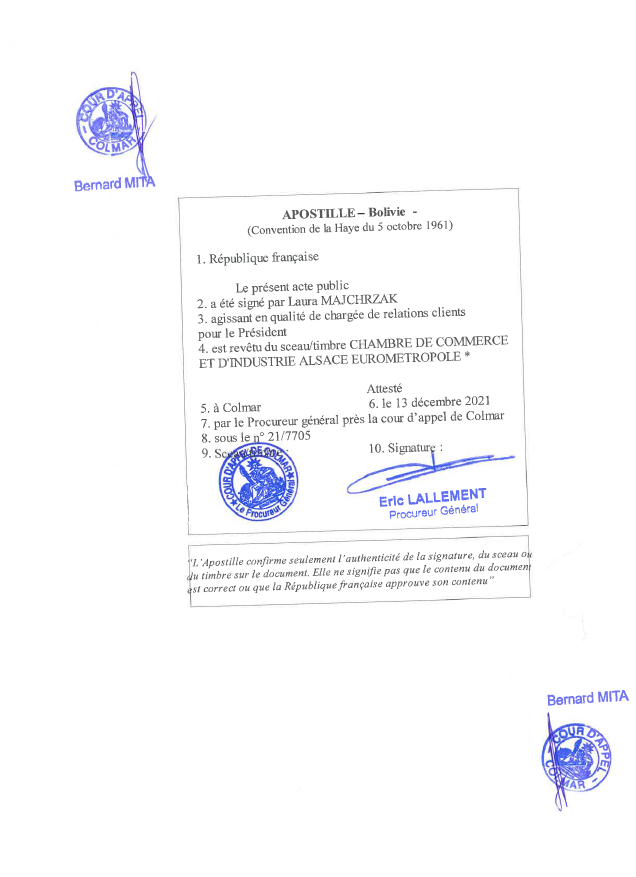 COUR D'APPEL
COLMAR
Bernard MITA
APOSTILLE – Bolivie -
(Convention de la Haye du 5 octobre 1961)
1. République française
Le présent acte public
2. a été signé par Laura MAJCHRZAK
3. agissant en qualité de chargée de relations clients
pour le Président
4. est revêtu du sceau/timbre CHAMBRE DE COMMERCE
ET D'INDUSTRIE ALSACE EUROMETROPOLE *
Attesté
5. à Colmar 6. le 13 décembre 2021
7. par le Procureur général près la cour d'appel de Colmar
8. sous le n° 21/7705
9. 10. Signature :
COUR D'APPEL DE COLMAR
Le Procureur Général
Eric LALLEMENT
Procureur Général
"L'Apostille confirme seulement l'authenticité de la signature, du sceau ou
du timbre sur le document. Elle ne signifie pas que le contenu du document
est correct ou que la République française approuve son contenu"
Bernard MITA
COUR D'APPEL
COLMAR